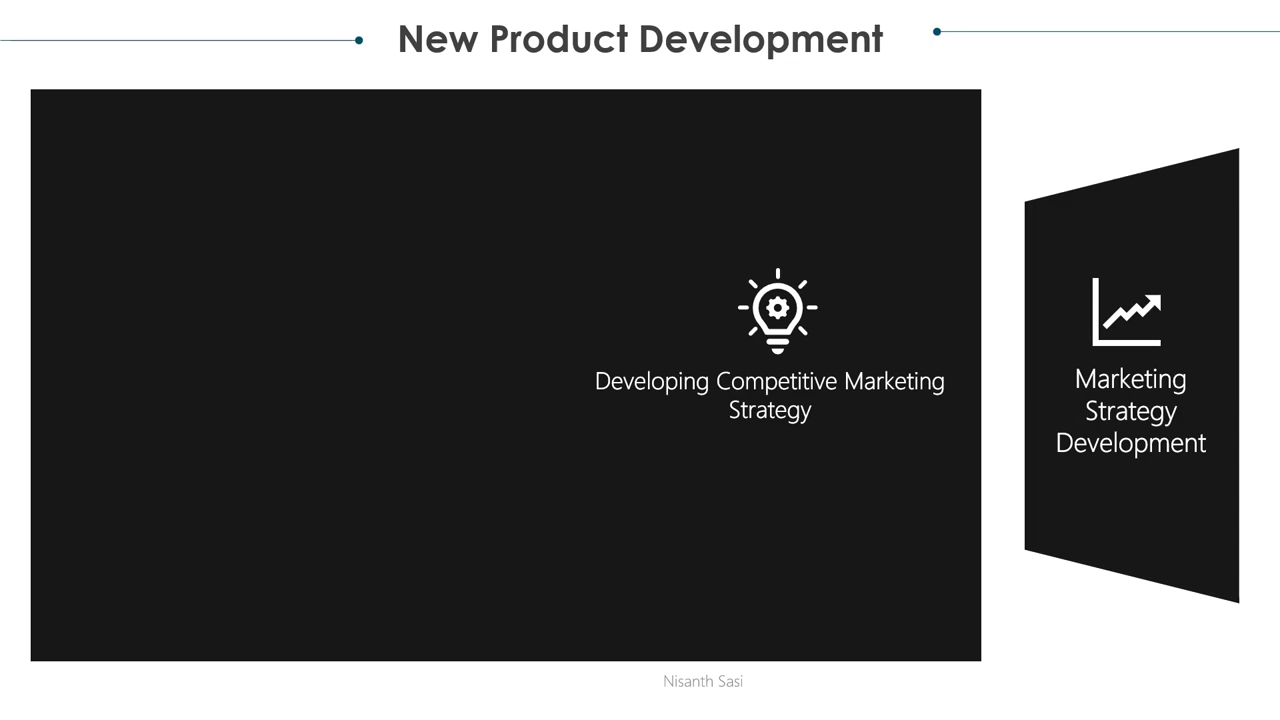 New Product Development
Developing Competitive Marketing
Strategy
Marketing
Strategy
Development
Nisanth Sasi